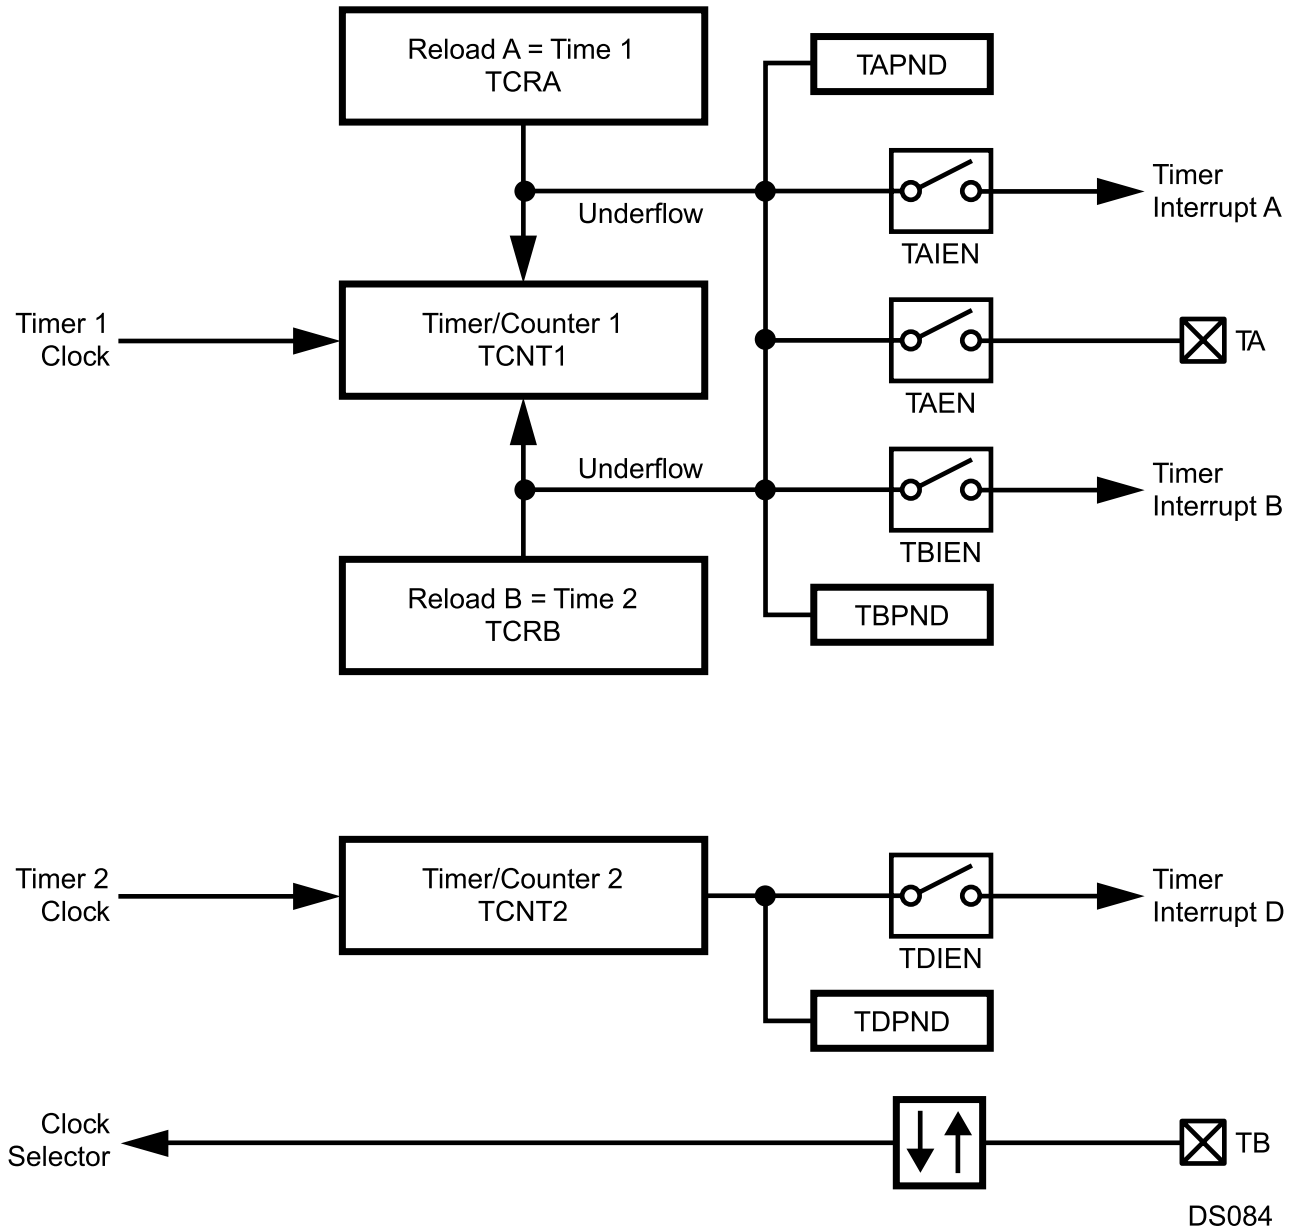 Reload A = Time 1
TCRA
TAPND
Timer
Interrupt A
Underflow
TAIEN
Timer 1
Clock
Timer/Counter 1
TCNT1
TA
TAEN
Underflow
Timer
Interrupt B
TBIEN
Reload B = Time 2
TCRB
TBPND
Timer 2
Clock
Timer/Counter 2
TCNT2
Timer
Interrupt D
TDIEN
TDPND
Clock
Selector
TB
DS084